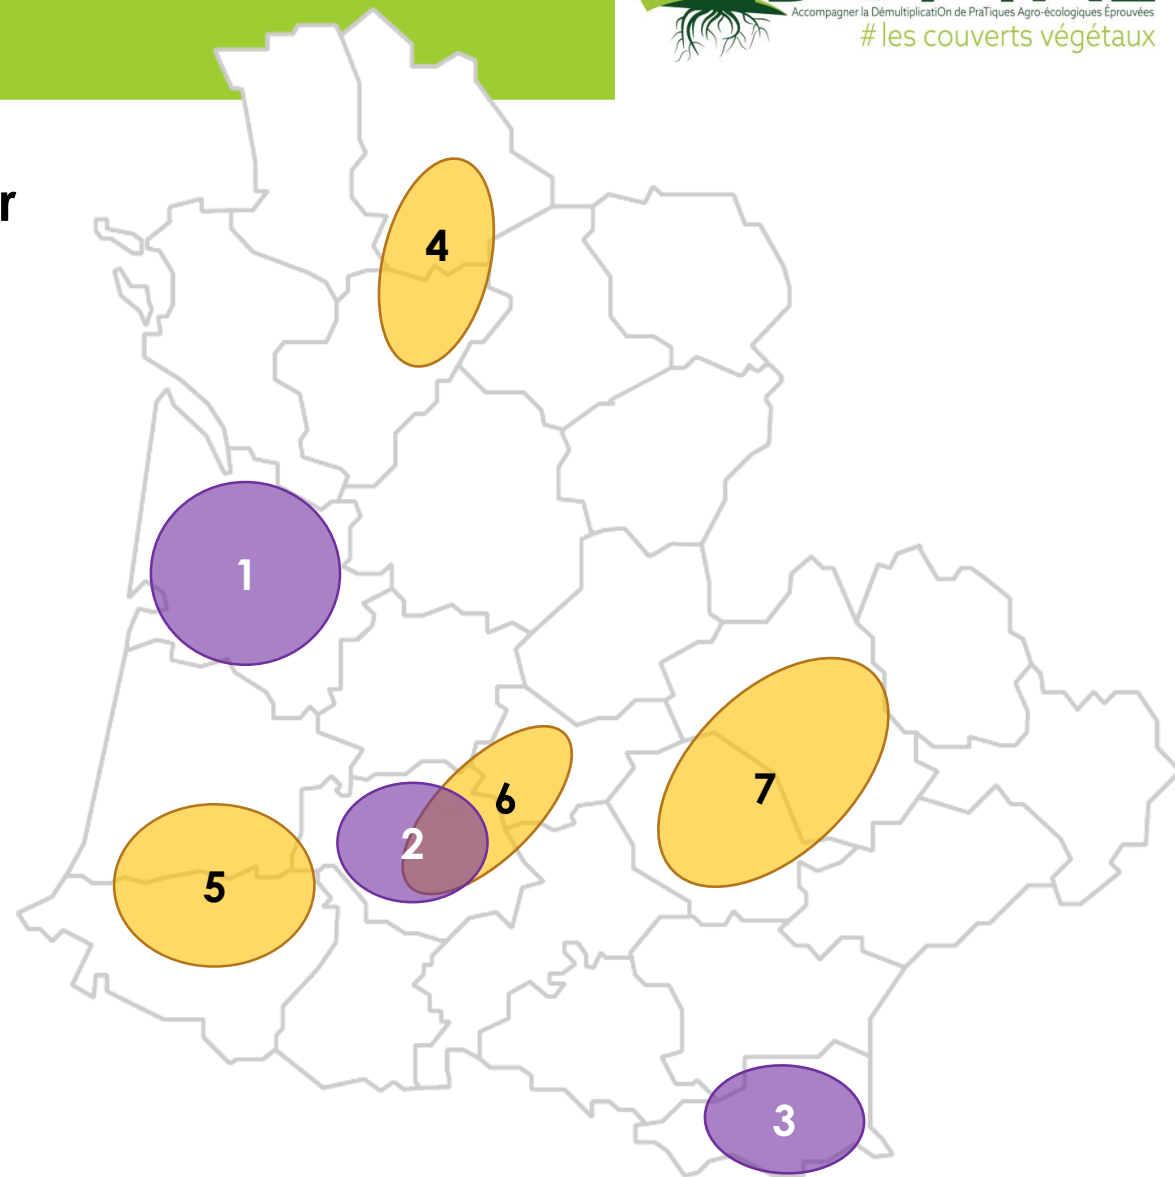 Accompagner la DémultiplicatiOn de PraTiques Agro-écologiques Éprouvées
# les couverts végétaux
r
4
1
7
6
2
5
3